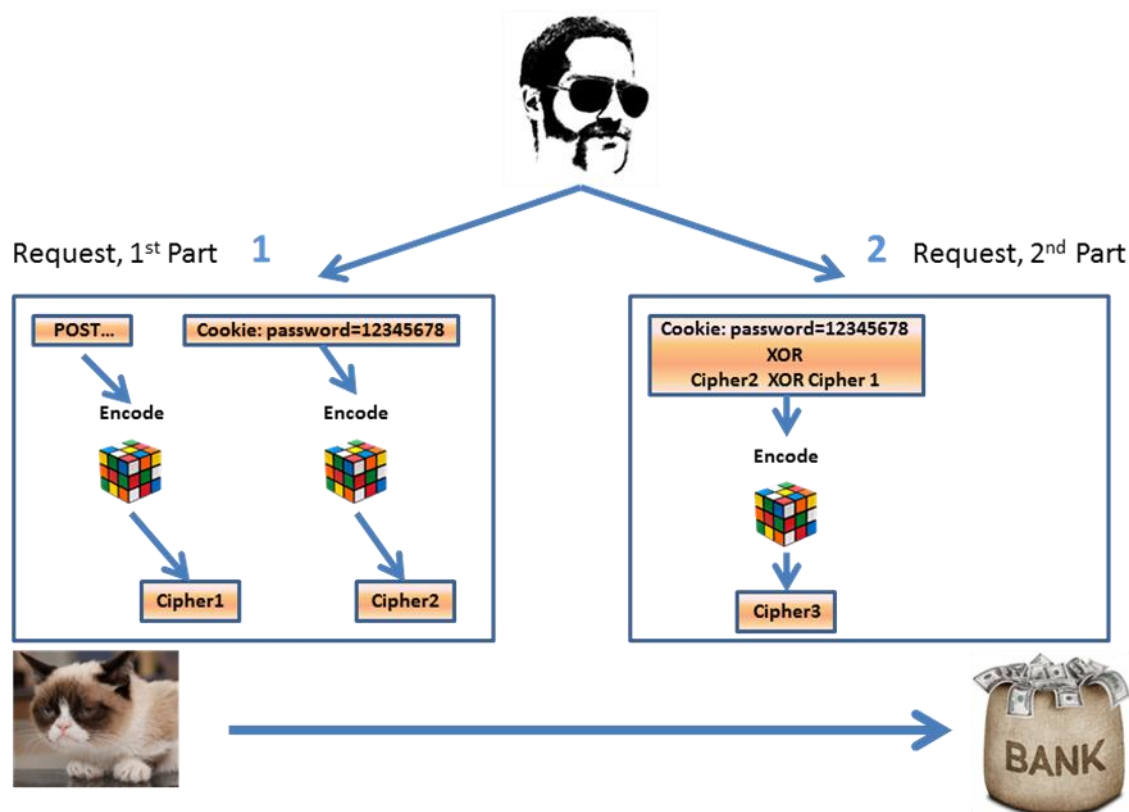 Request, 1st Part
1
2
Request, 2nd Part
POST...
Cookie: password=12345678
Encode
Encode
Cipher1
Cipher2
Cookie: password=12345678
XOR
Cipher2 XOR Cipher 1
Encode
Cipher3
BANK